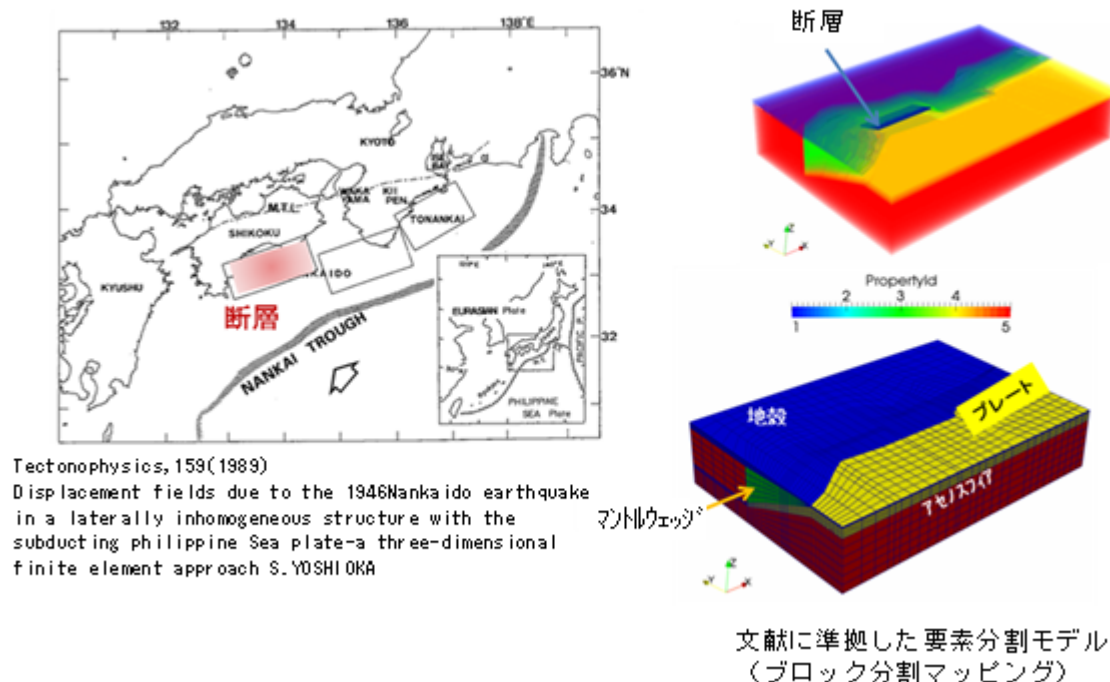 132
134
136
138°E
36°N
34
32
KYOTO
KII
PEN.
TONANKAI
M.T.L.
SHIKOKU
KYUSHU
断層
NANKAI TROUGH
EURASIAN Plate
PACIFIC P.
PHILIPPINE
SEA Plate
Tectonophysics,159(1989)
Displacement fields due to the 1946Nankaido earthquake
in a laterally inhomogeneous structure with the
subducting philippine Sea plate-a three-dimensional
finite element approach S.YOSHIOKA
断層
Z
Y
X
PropertyId
2 3 4
1 5
地殻
プレート
アセノスフィア
マントルウェッジ
Z
Y
X
文献に準拠した要素分割モデル
（ブロック分割マッピング）